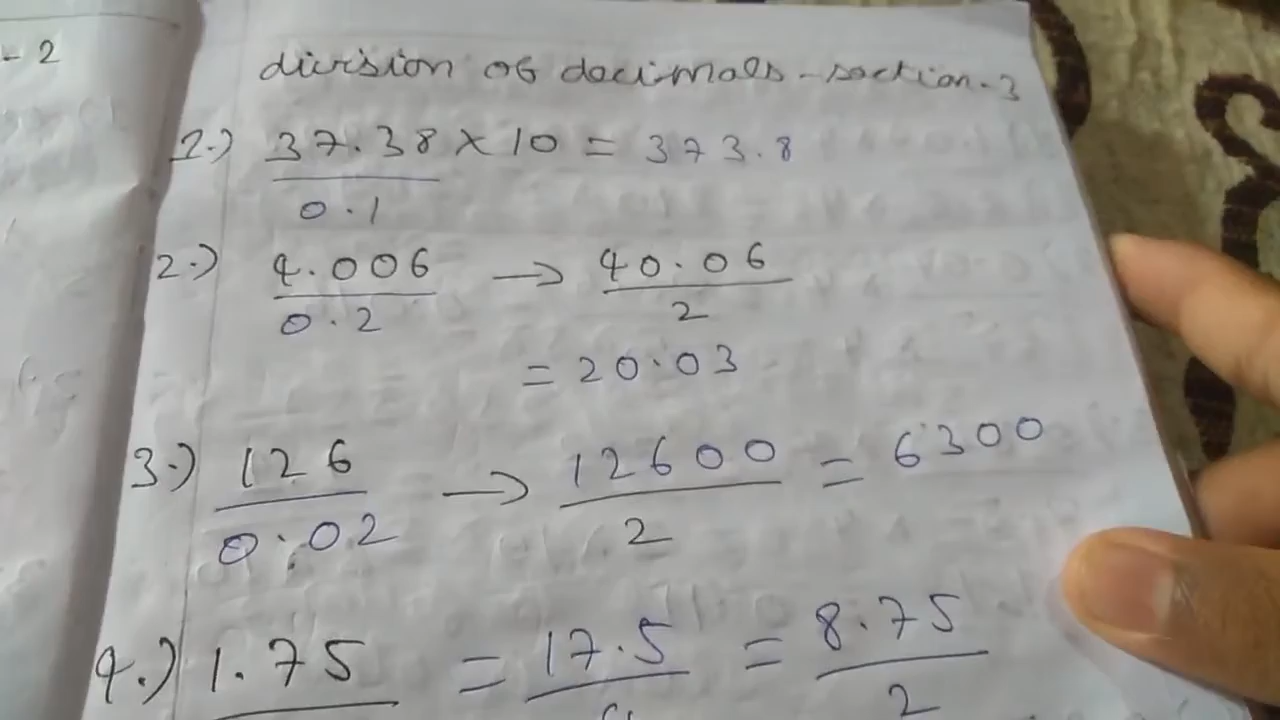 - 2
division of decimals - section-3
1.) 37.38 × 10 = 373.8
0.1
2.) 4.006 → 40.06
0.2 2
= 20.03
3.) 126 → 12600 = 6300
0.02 2
4.) 1.75 = 17.5 = 8.75
2